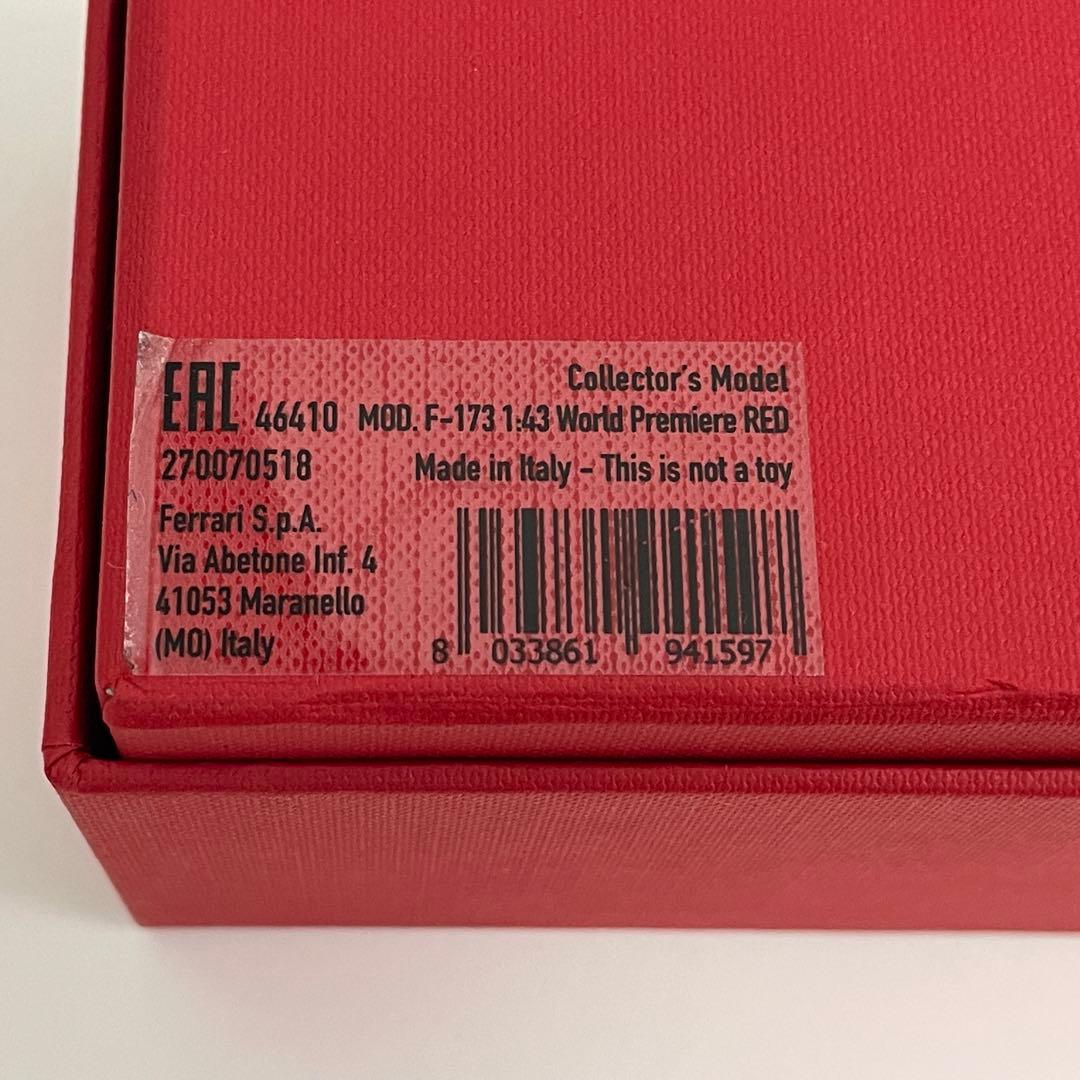 EAC 46410 Collector's Model
MOD. F-173 1:43 World Premiere RED
270070518 Made in Italy - This is not a toy
Ferrari S.p.A.
Via Abetone Inf. 4
41053 Maranello
(MO) Italy
8 033861 941597